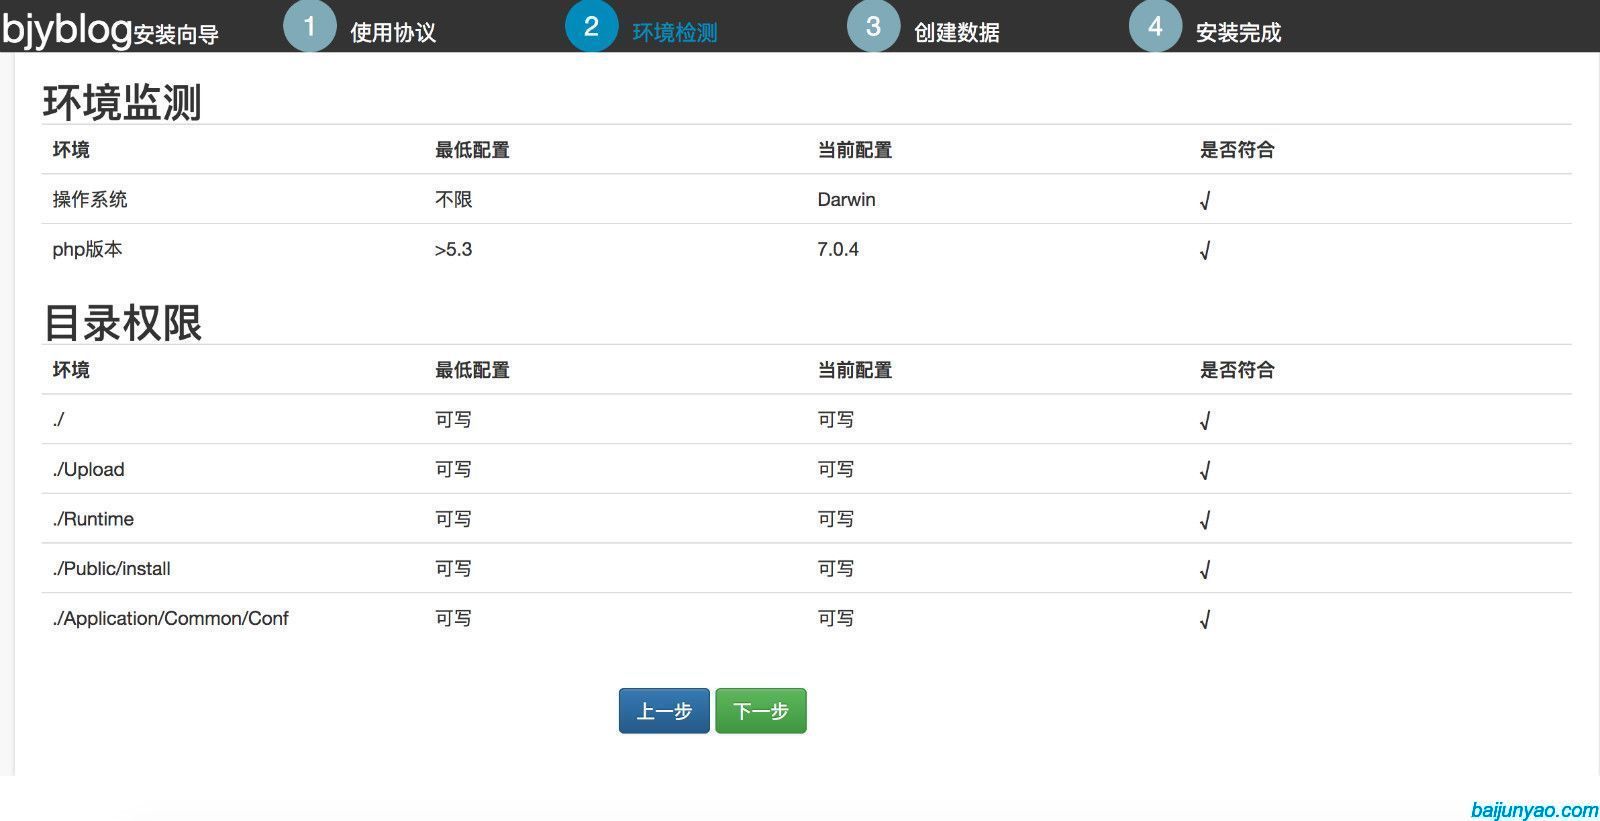 bjyblog安装向导 1 使用协议 2 环境检测 3 创建数据 4 安装完成
环境监测
坏境 最低配置 当前配置 是否符合
操作系统 不限 Darwin √
php版本 >5.3 7.0.4 √
目录权限
坏境 最低配置 当前配置 是否符合
./ 可写 可写 √
./Upload 可写 可写 √
./Runtime 可写 可写 √
./Public/install 可写 可写 √
./Application/Common/Conf 可写 可写 √
上一步 下一步
baijunyao.com